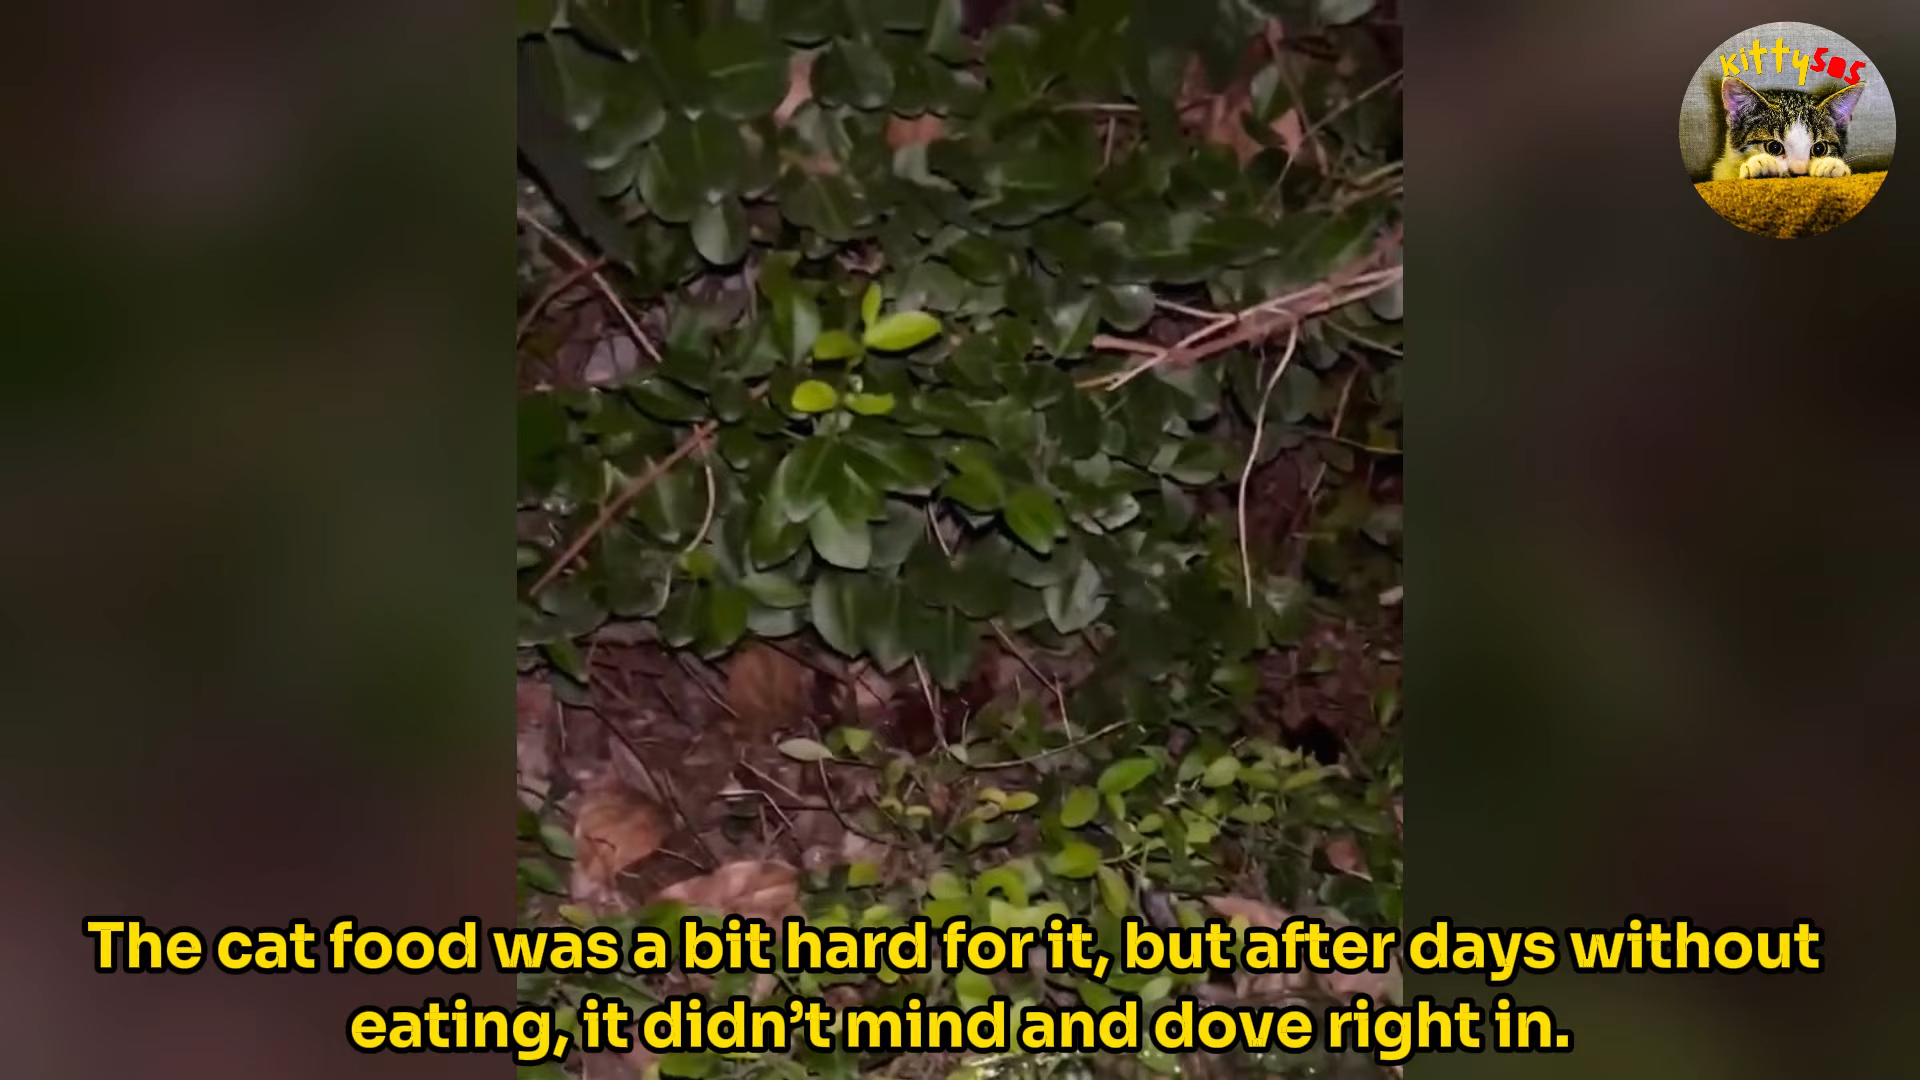 kittySOS
The cat food was a bit hard for it, but after days without
eating, it didn’t mind and dove right in.